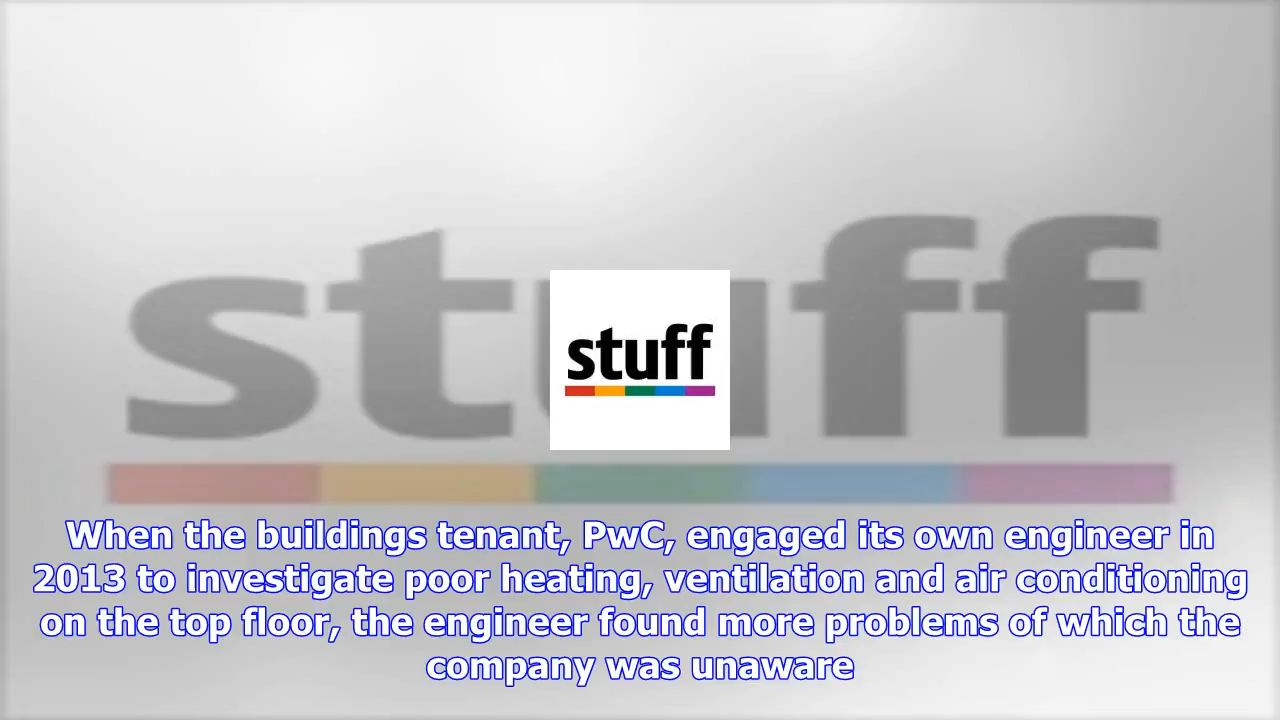 stuff
stuff
When the buildings tenant, PwC, engaged its own engineer in
2013 to investigate poor heating, ventilation and air conditioning
on the top floor, the engineer found more problems of which the
company was unaware